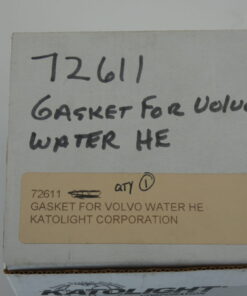 72611
GASKET FOR VOLVO
WATER HE
72611 QTY 1
GASKET FOR VOLVO WATER HE
KATOLIGHT CORPORATION
KATOLIGHT